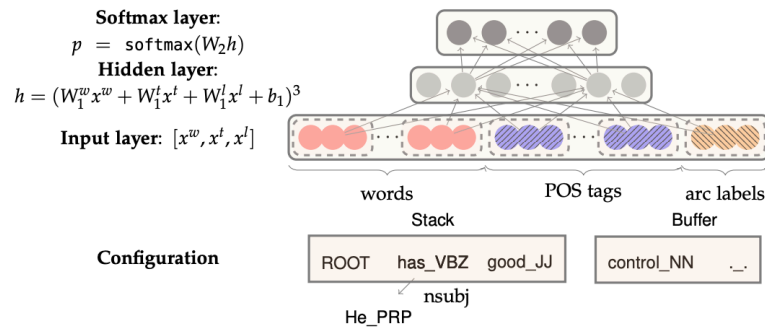 Softmax layer:
p = softmax(W₂h)
Hidden layer:
h = (W₁ʷxʷ + W₁ᵗxᵗ + W₁ˡxˡ + b₁)³
Input layer: [xʷ, xᵗ, xˡ]
··· ···
··· ···
words POS tags arc labels
Stack Buffer
Configuration
ROOT has_VBZ good_JJ control_NN ._.
nsubj
He_PRP